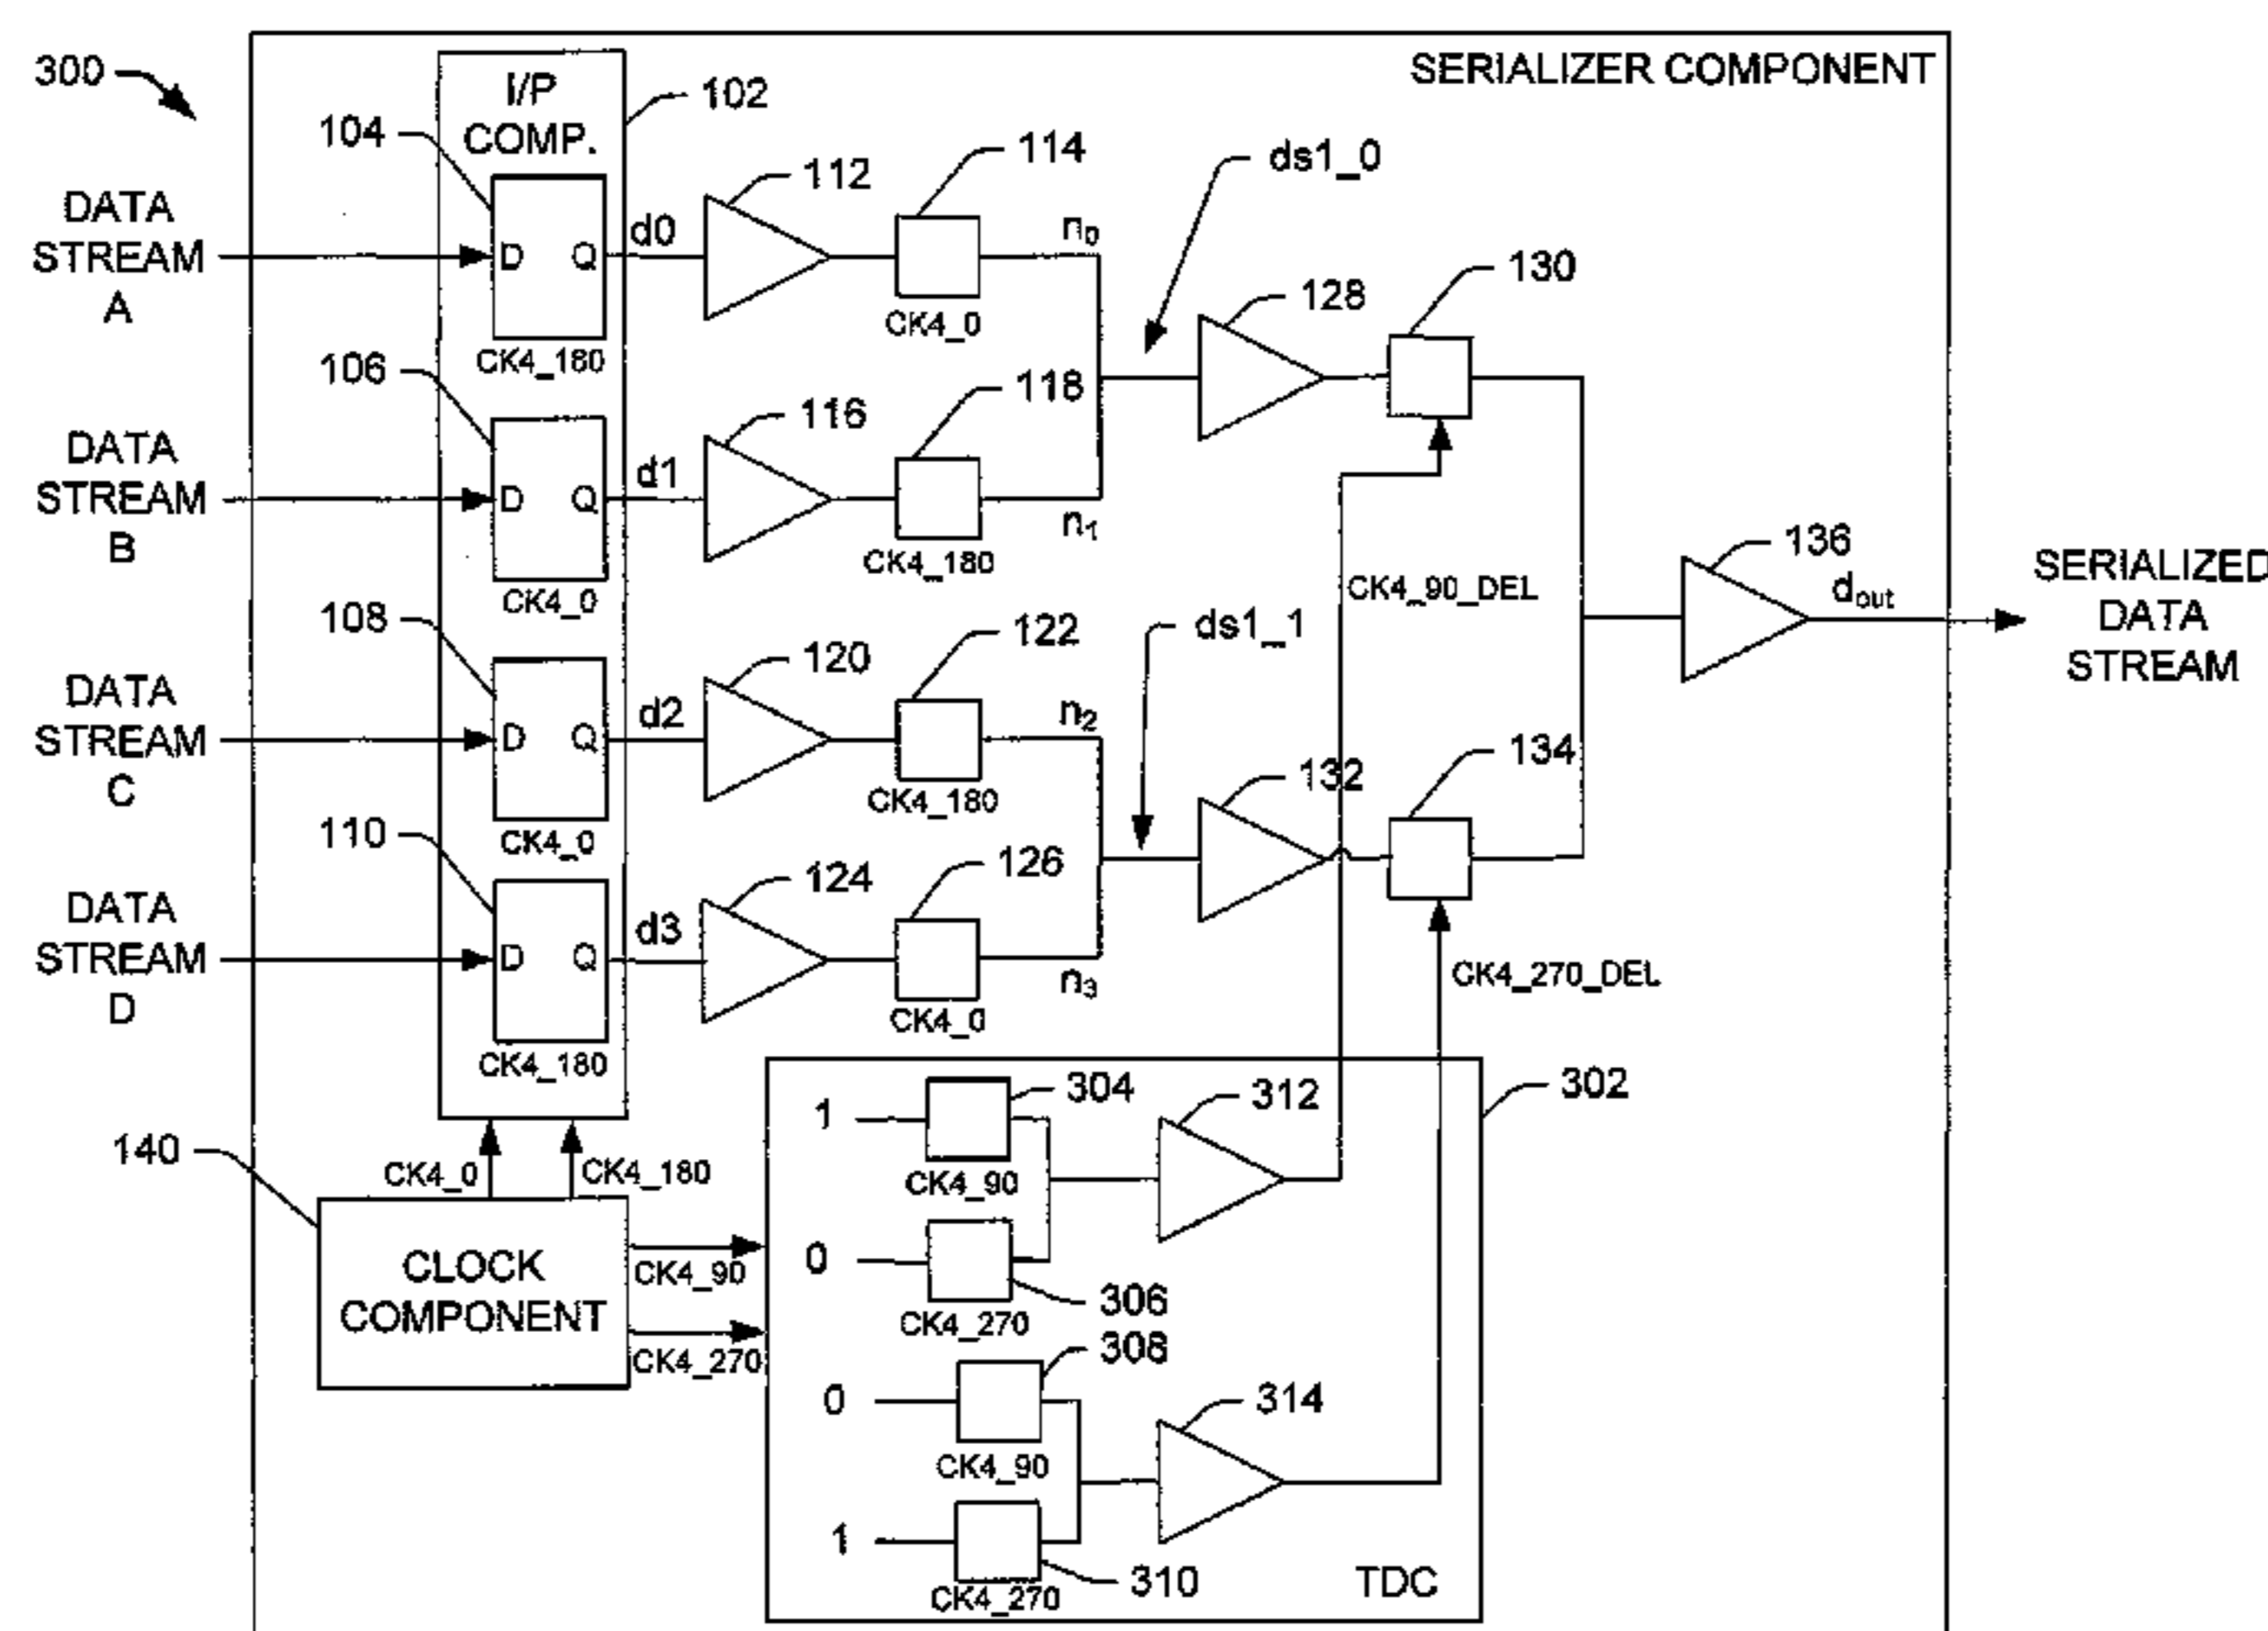 300
SERIALIZER COMPONENT
I/P
COMP.
102
104
DATA
STREAM
A
D Q
CK4_180
d0
112
114
CK4_0
n₀
ds1_0
128
130
106
DATA
STREAM
B
D Q
CK4_0
d1
116
118
CK4_180
n₁
CK4_90_DEL
136
d_out
SERIALIZED
DATA
STREAM
108
DATA
STREAM
C
D Q
CK4_0
d2
120
122
CK4_180
n₂
ds1_1
132
134
110
DATA
STREAM
D
D Q
CK4_180
d3
124
126
CK4_0
n₃
CK4_270_DEL
140
CK4_0
CK4_180
CLOCK
COMPONENT
CK4_90
CK4_270
302
1
304
CK4_90
312
0
306
CK4_270
0
308
CK4_90
314
1
310
CK4_270
TDC